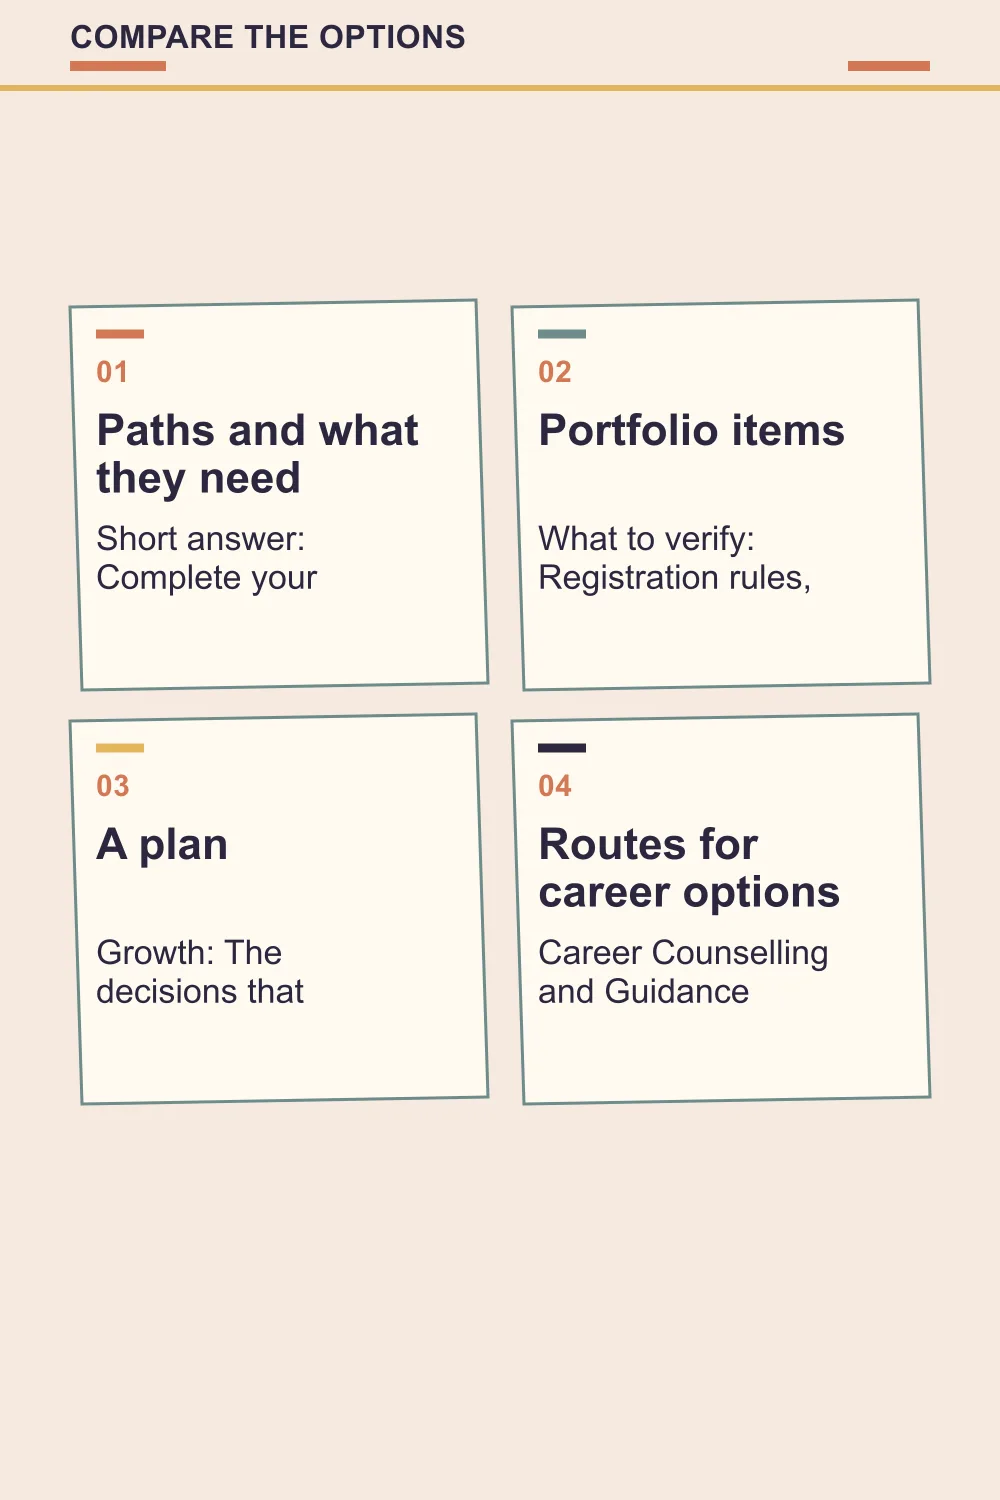 COMPARE THE OPTIONS
01
Paths and what
they need
Short answer:
Complete your
02
Portfolio items
What to verify:
Registration rules,
03
A plan
Growth: The
decisions that
04
Routes for
career options
Career Counselling
and Guidance